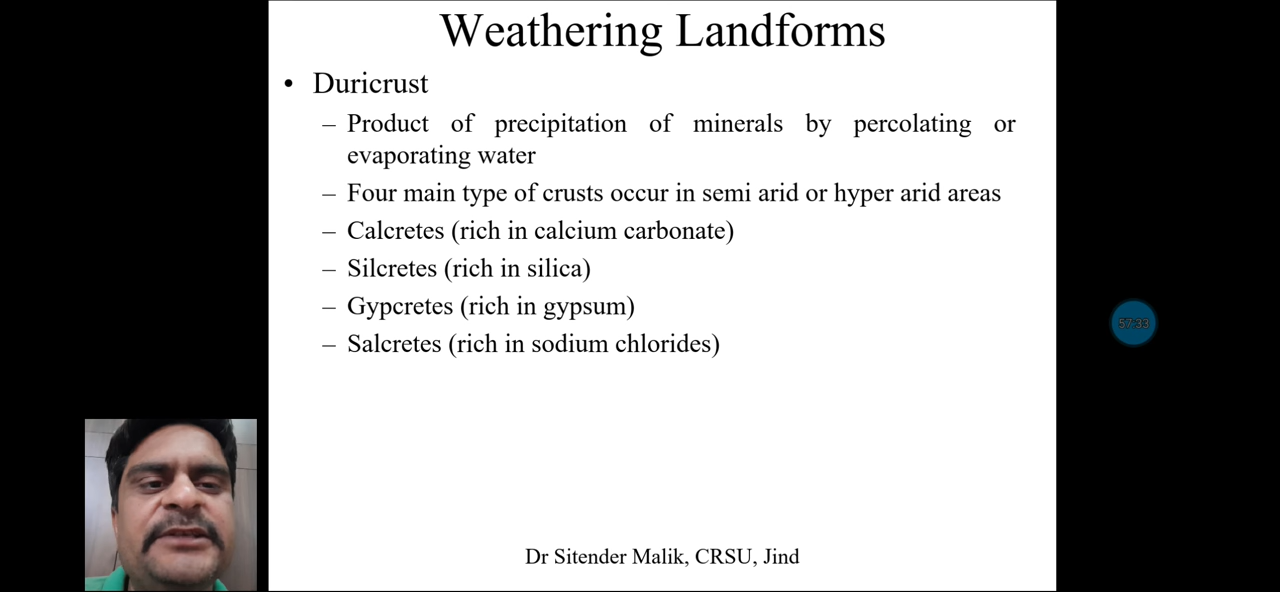 Weathering Landforms
• Duricrust
– Product of precipitation of minerals by percolating or
evaporating water
– Four main type of crusts occur in semi arid or hyper arid areas
– Calcretes (rich in calcium carbonate)
– Silcretes (rich in silica)
– Gypcretes (rich in gypsum)
– Salcretes (rich in sodium chlorides)
57:33
Dr Sitender Malik, CRSU, Jind